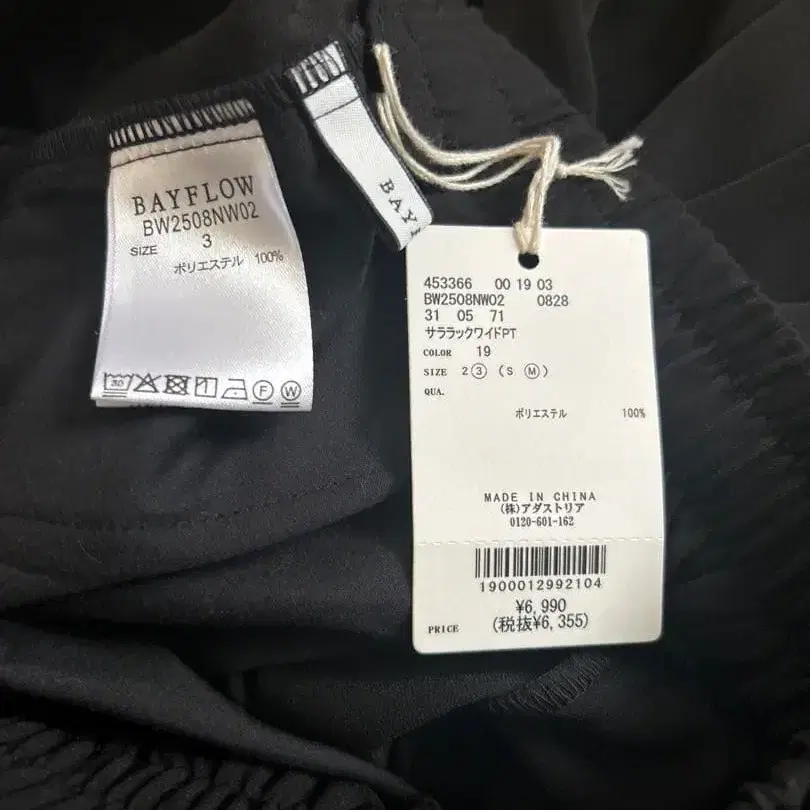 BAYFLOW
BW2508NW02
SIZE 3
ポリエステル 100%
30
F W
BAY
453366 00 19 03
BW2508NW02 0828
31 05 71
サララックワイドPT
COLOR 19
SIZE 2 3 (S M)
QUA.
ポリエステル 100%
MADE IN CHINA
(株)アダストリア
0120-601-162
1900012992104
¥6,990
PRICE (税抜¥6,355)